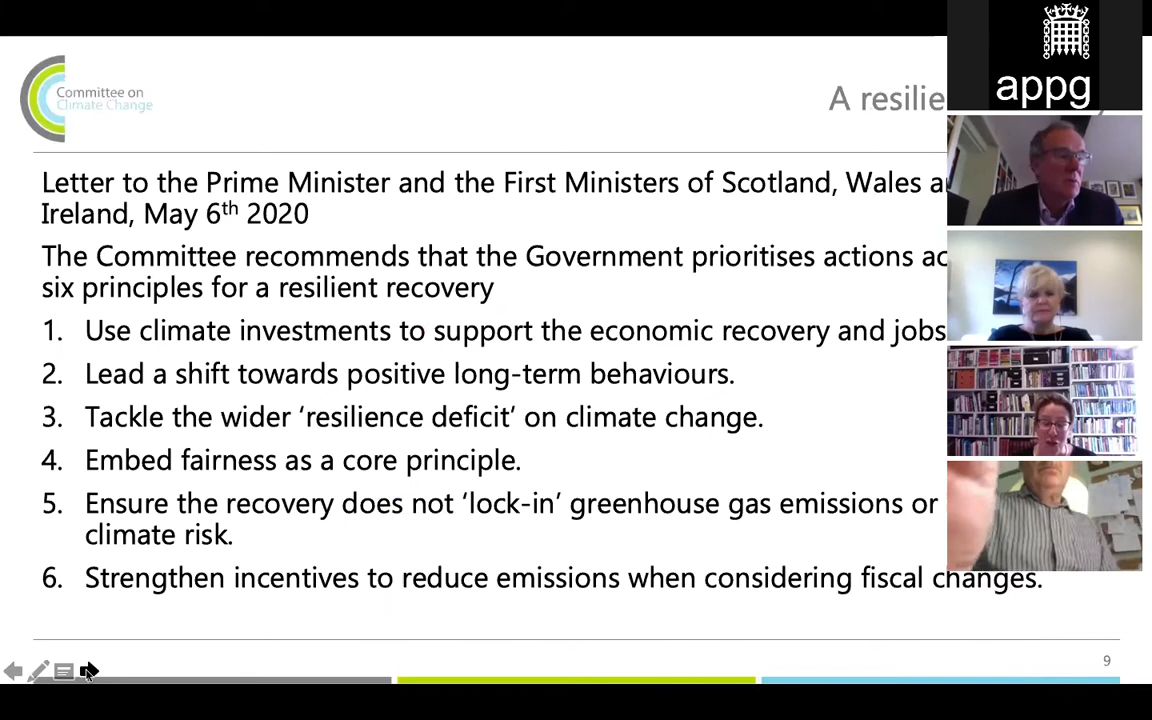 appg
Committee on
Climate Change
A resilie
Letter to the Prime Minister and the First Ministers of Scotland, Wales a
Ireland, May 6th 2020
The Committee recommends that the Government prioritises actions ac
six principles for a resilient recovery
1. Use climate investments to support the economic recovery and jobs
2. Lead a shift towards positive long-term behaviours.
3. Tackle the wider ‘resilience deficit’ on climate change.
4. Embed fairness as a core principle.
5. Ensure the recovery does not ‘lock-in’ greenhouse gas emissions or
climate risk.
6. Strengthen incentives to reduce emissions when considering fiscal changes.
9